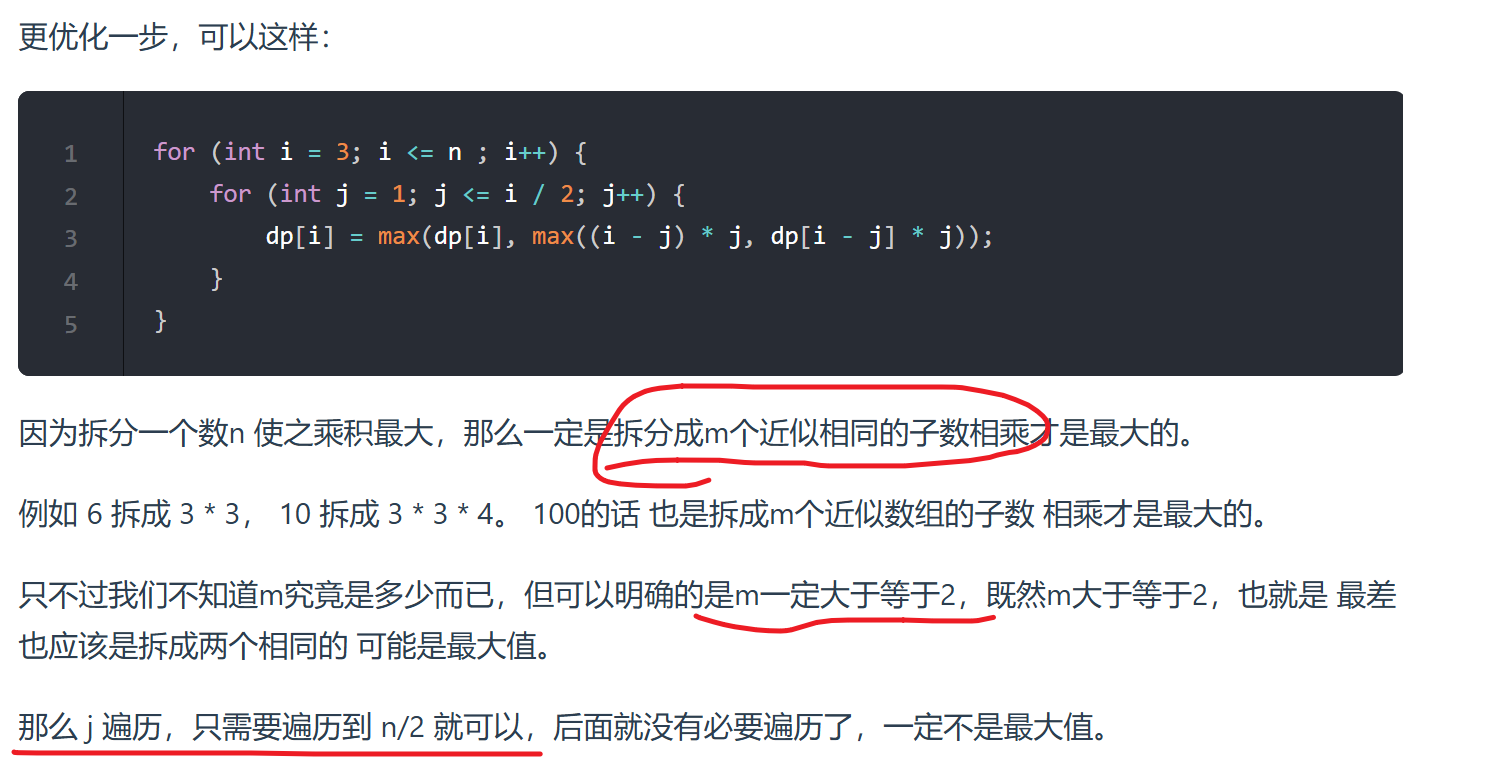 更优化一步，可以这样：
1 for (int i = 3; i <= n ; i++) {
2     for (int j = 1; j <= i / 2; j++) {
3         dp[i] = max(dp[i], max((i - j) * j, dp[i - j] * j));
4     }
5 }
因为拆分一个数n 使之乘积最大，那么一定是拆分成m个近似相同的子数相乘才是最大的。
例如 6 拆成 3 * 3， 10 拆成 3 * 3 * 4。 100的话 也是拆成m个近似数组的子数 相乘才是最大的。
只不过我们不知道m究竟是多少而已，但可以明确的是m一定大于等于2，既然m大于等于2，也就是 最差
也应该是拆成两个相同的 可能是最大值。
那么 j 遍历，只需要遍历到 n/2 就可以，后面就没有必要遍历了，一定不是最大值。